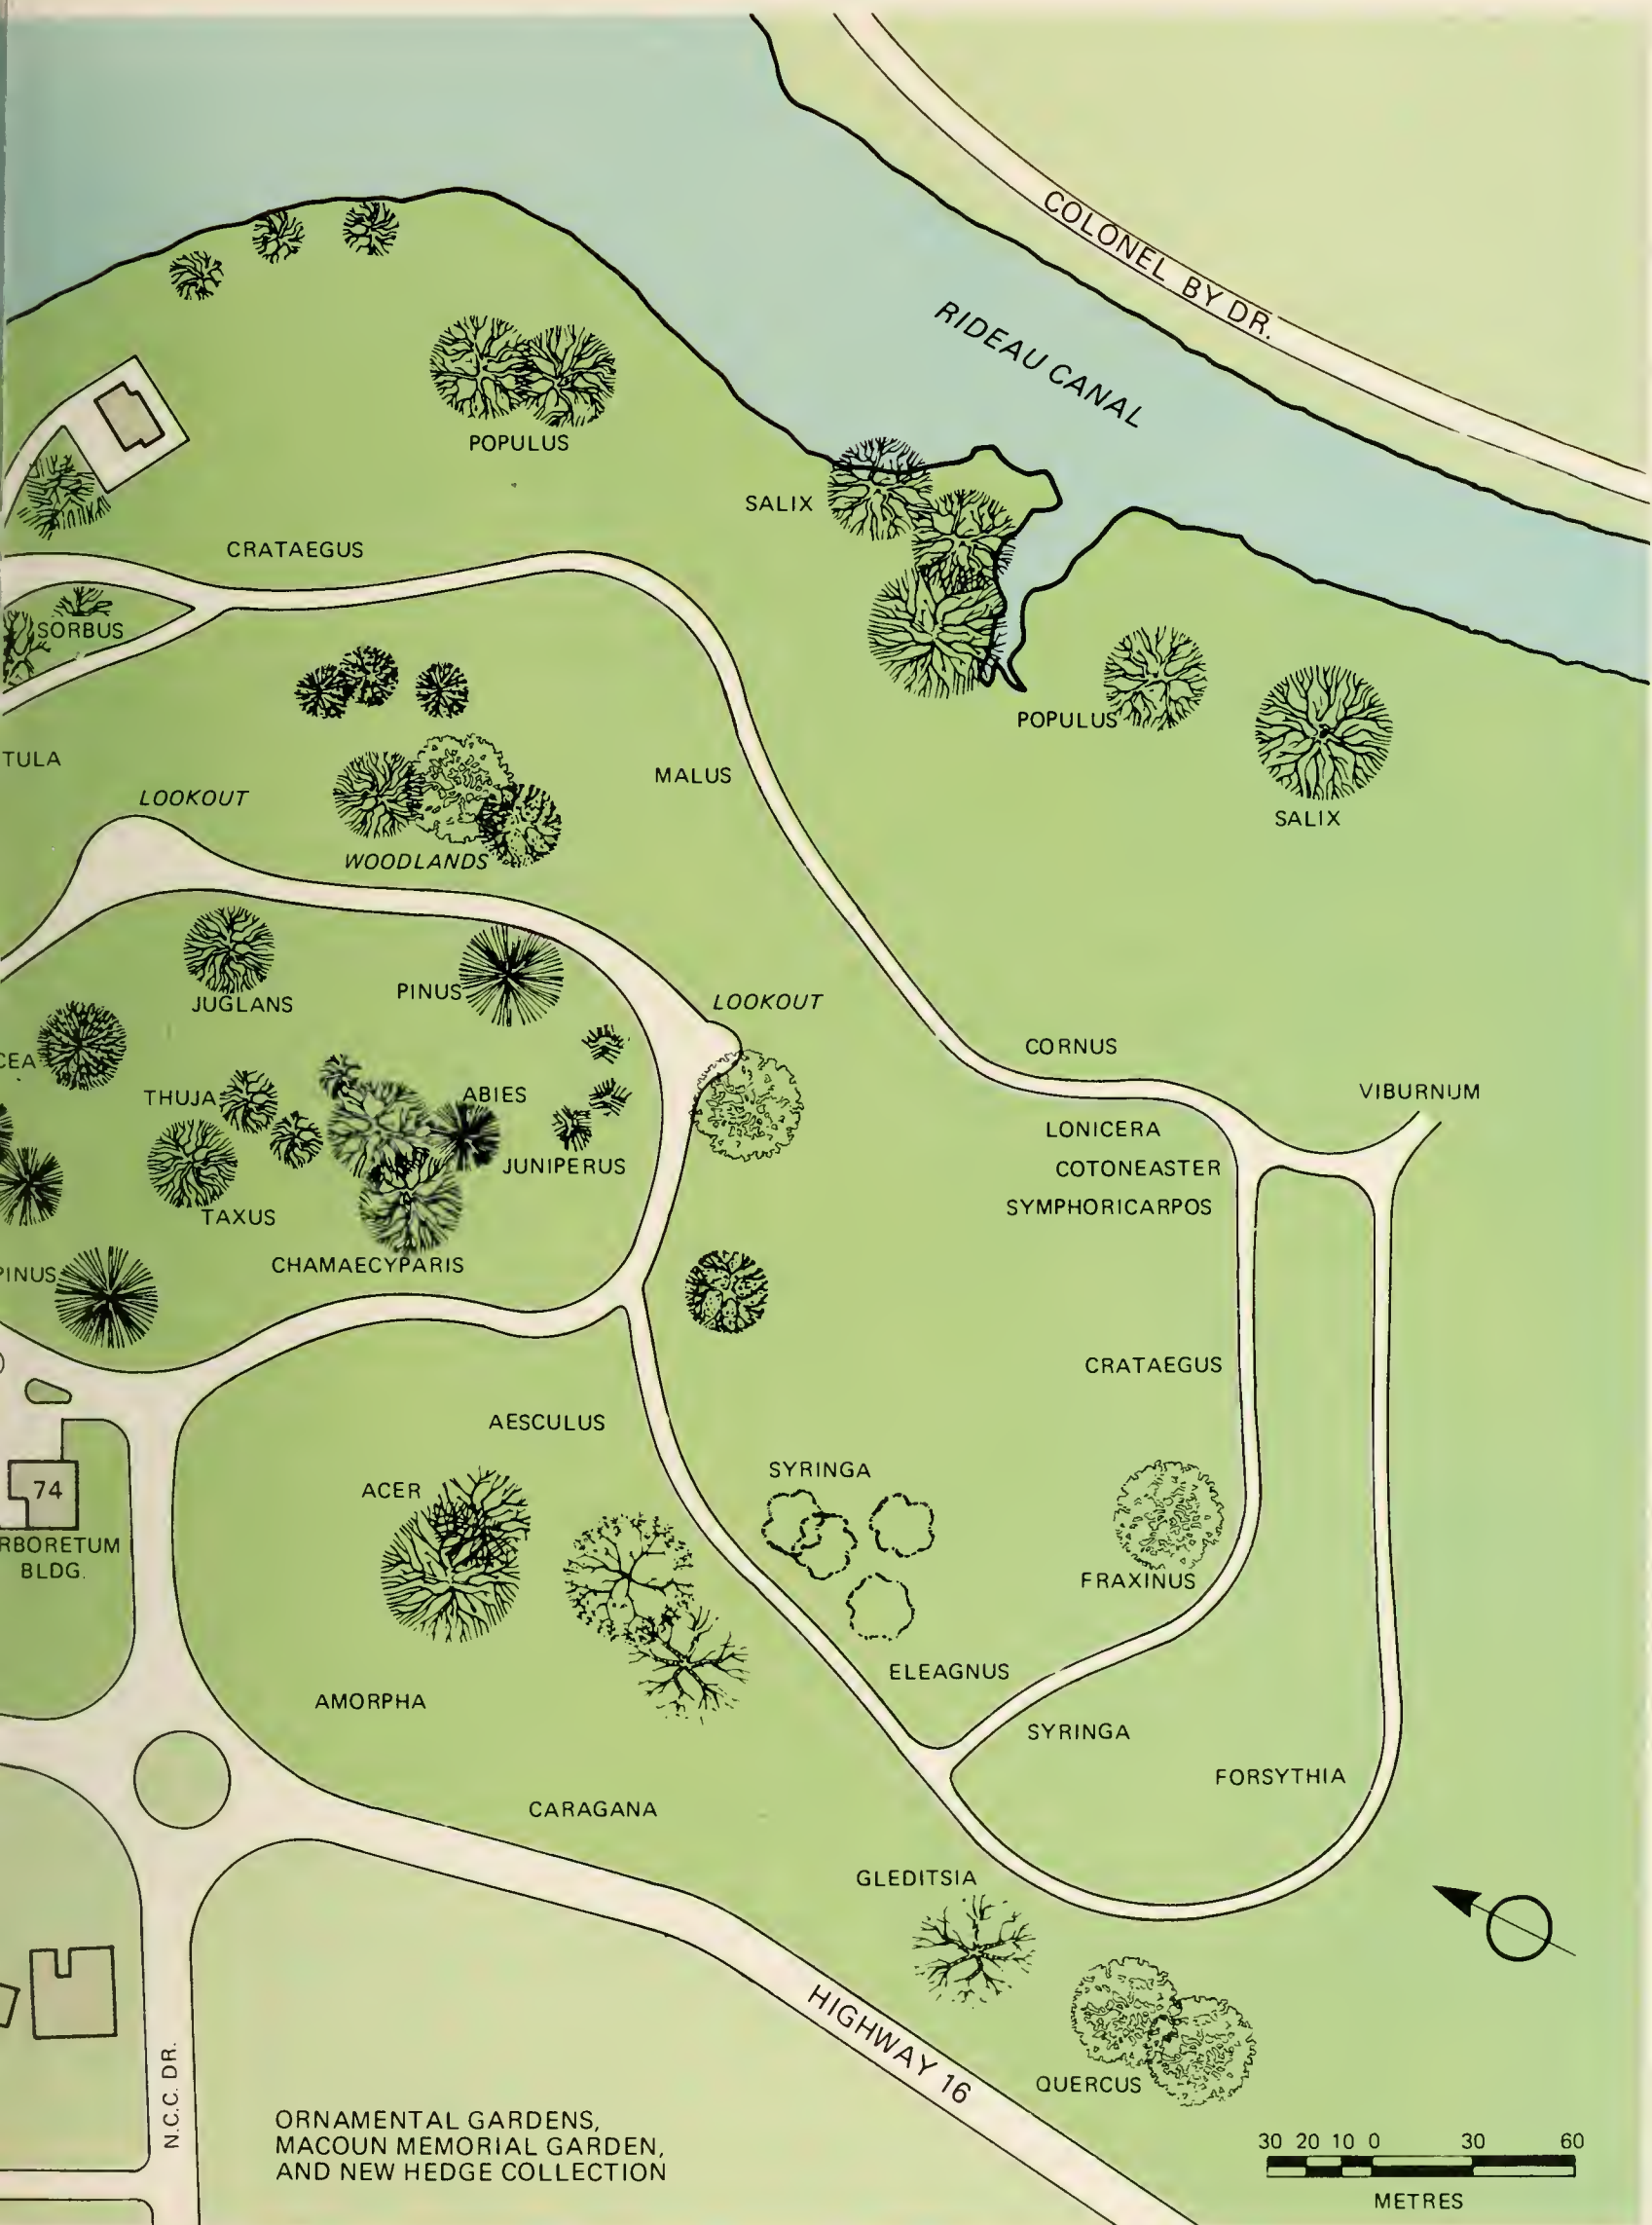 COLONEL BY DR.
RIDEAU CANAL
POPULUS
SALIX
CRATAEGUS
SORBUS
POPULUS
TULA
MALUS
LOOKOUT
SALIX
WOODLANDS
JUGLANS
PINUS
LOOKOUT
CEA
CORNUS
THUJA
ABIES
VIBURNUM
LONICERA
JUNIPERUS
COTONEASTER
TAXUS
SYMPHORICARPOS
CHAMAECYPARIS
PINUS
CRATAEGUS
AESCULUS
SYRINGA
74
ACER
RBORETUM
BLDG.
FRAXINUS
ELEAGNUS
AMORPHA
SYRINGA
FORSYTHIA
CARAGANA
GLEDITSIA
HIGHWAY 16
QUERCUS
N.C.C. DR.
ORNAMENTAL GARDENS,
MACOUN MEMORIAL GARDEN,
AND NEW HEDGE COLLECTION
30 20 10 0 30 60
METRES